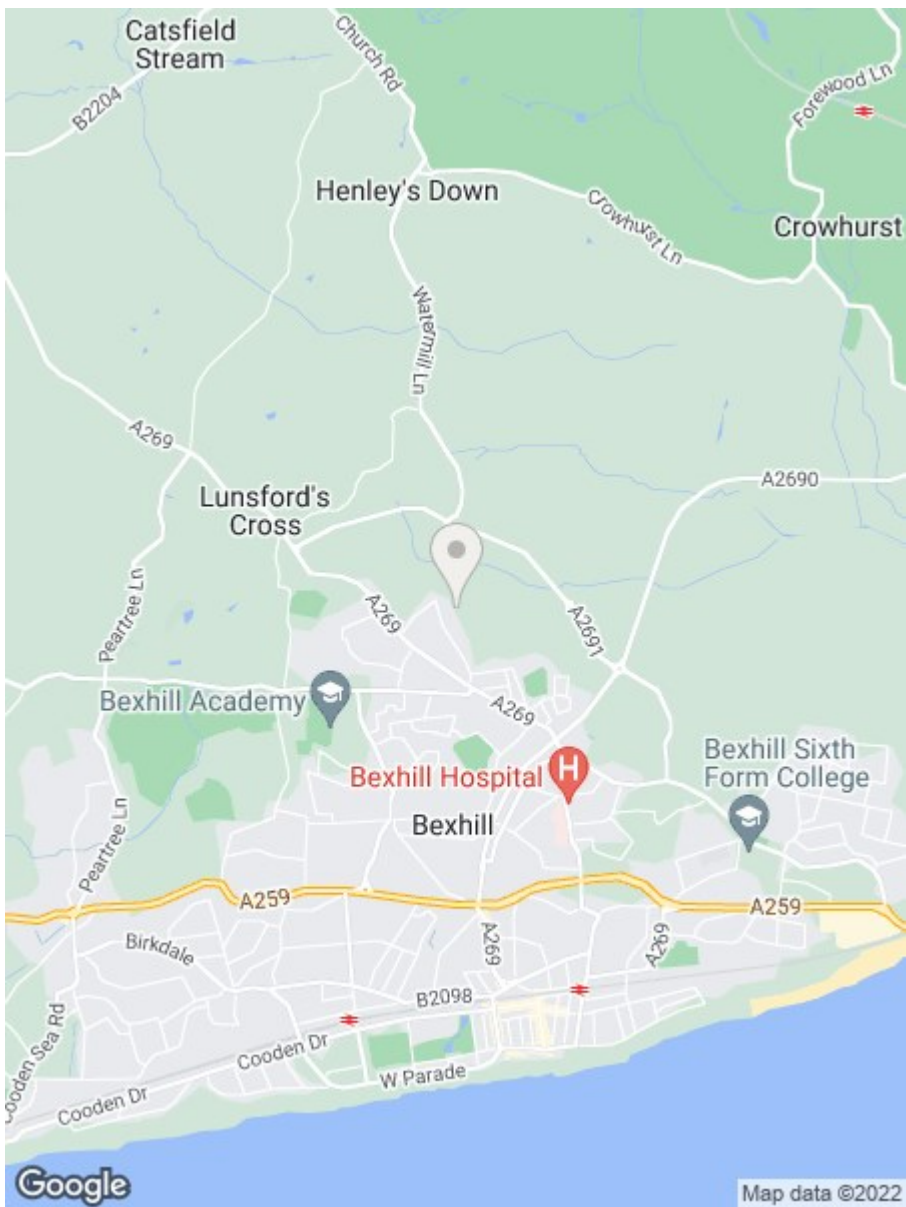 Catsfield
Stream
Church Rd
B2204
Forewood Ln
Henley's Down
Crowhurst Ln
Crowhurst
Watermill Ln
A269
A2690
Lunsford's
Cross
Peartree Ln
A269
A2691
Bexhill Academy
A269
Bexhill Hospital
H
Bexhill Sixth
Form College
Bexhill
Peartree Ln
A259
A259
Birkdale
A269
A269
B2098
Cooden Sea Rd
Cooden Dr
W Parade
Cooden Dr
Google
Map data ©2022